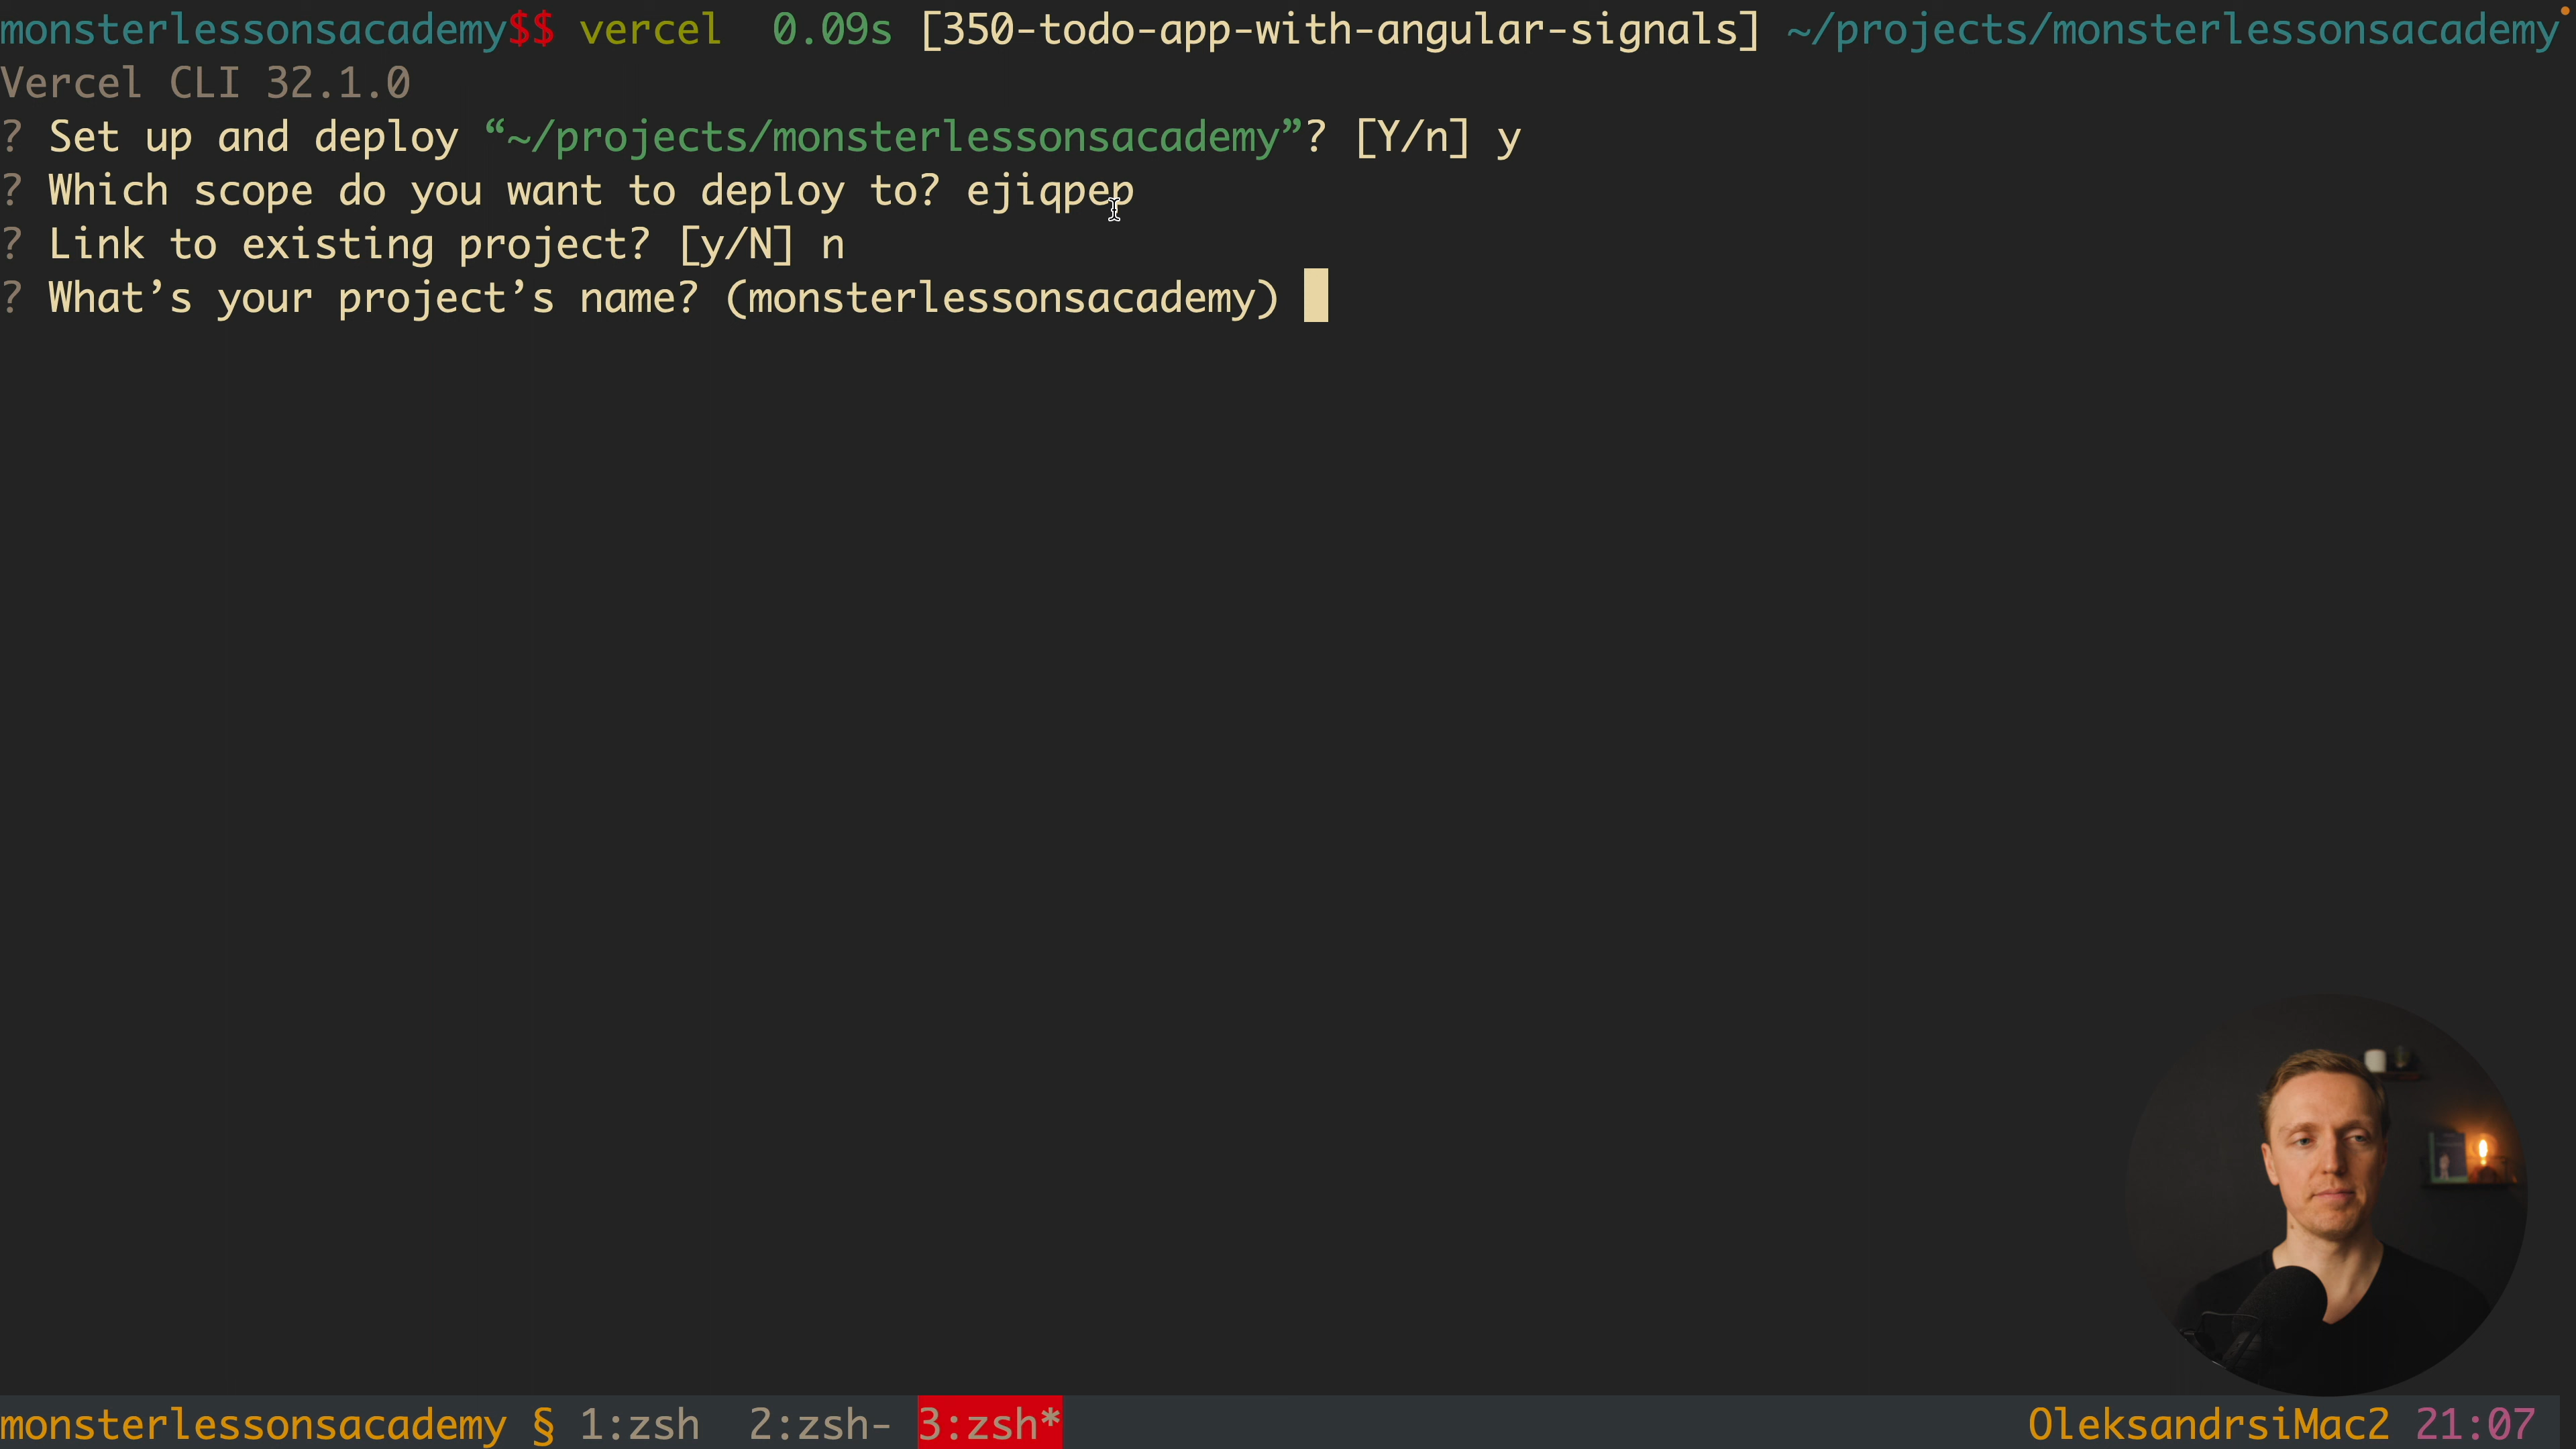 monsterlessonsacademy$$ vercel 0.09s [350-todo-app-with-angular-signals] ~/projects/monsterlessonsacademy
Vercel CLI 32.1.0
? Set up and deploy “~/projects/monsterlessonsacademy”? [Y/n] y
? Which scope do you want to deploy to? ejiqpep
? Link to existing project? [y/N] n
? What’s your project’s name? (monsterlessonsacademy)
monsterlessonsacademy § 1:zsh 2:zsh- 3:zsh* OleksandrsiMac2 21:07